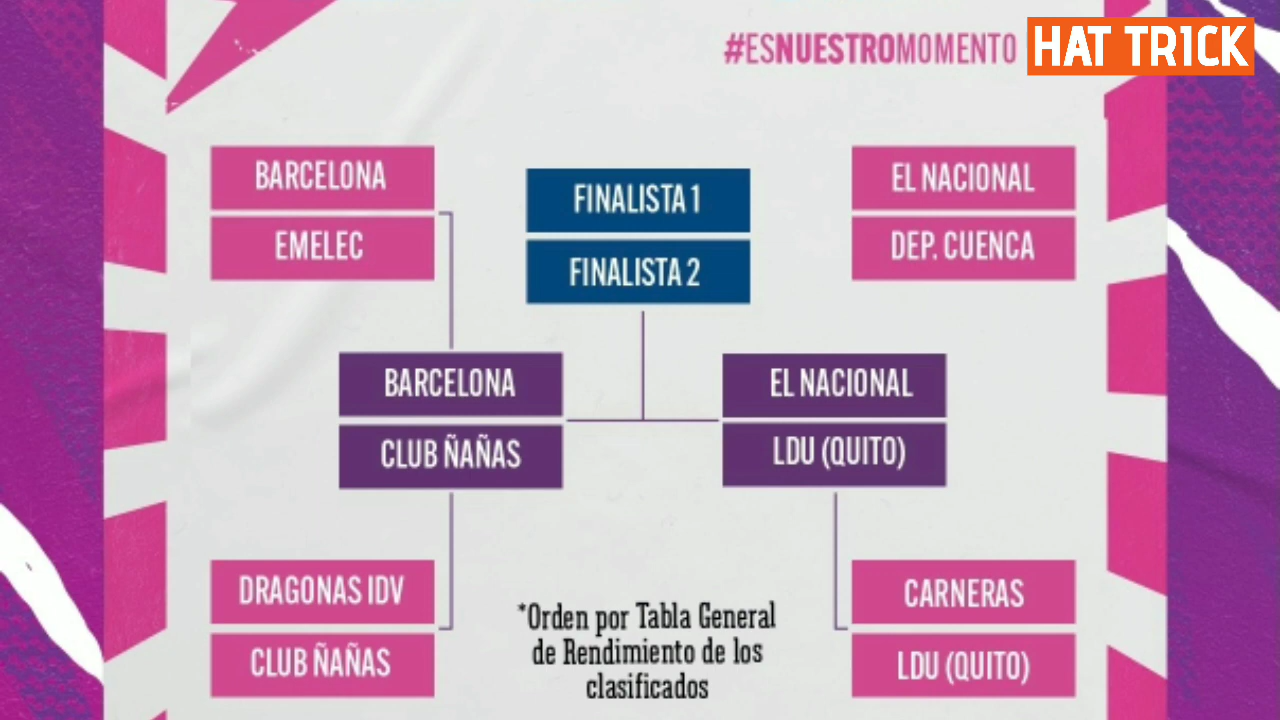 #ESNUESTROMOMENTO
HAT TRICK
BARCELONA
EMELEC
FINALISTA 1
FINALISTA 2
EL NACIONAL
DEP. CUENCA
BARCELONA
CLUB ÑAÑAS
EL NACIONAL
LDU (QUITO)
DRAGONAS IDV
CLUB ÑAÑAS
*Orden por Tabla General
de Rendimiento de los
clasificados
CARNERAS
LDU (QUITO)